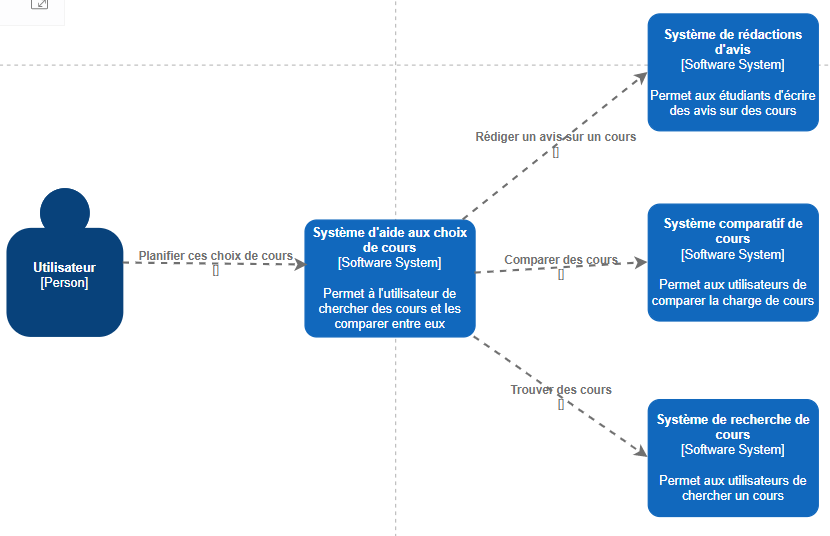 Système de rédactions
d'avis
[Software System]
Permet aux étudiants d'écrire
des avis sur des cours
Rédiger un avis sur un cours
[]
Utilisateur
[Person]
Planifier ces choix de cours
[]
Système d'aide aux choix
de cours
[Software System]
Permet à l'utilisateur de
chercher des cours et les
comparer entre eux
Comparer des cours
[]
Système comparatif de
cours
[Software System]
Permet aux utilisateurs de
comparer la charge de cours
Trouver des cours
[]
Système de recherche de
cours
[Software System]
Permet aux utilisateurs de
chercher un cours